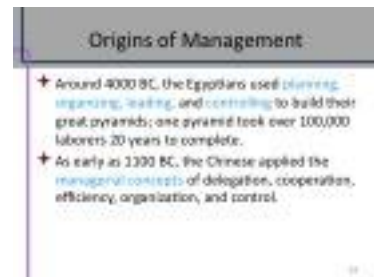 Origins of Management
Around 4000 BC, the Egyptians used planning,
organizing, leading, and controlling to build their
great pyramids; one pyramid took over 100,000
laborers 20 years to complete.
As early as 1100 BC, the Chinese applied the
managerial concepts of delegation, cooperation,
efficiency, organization, and control.